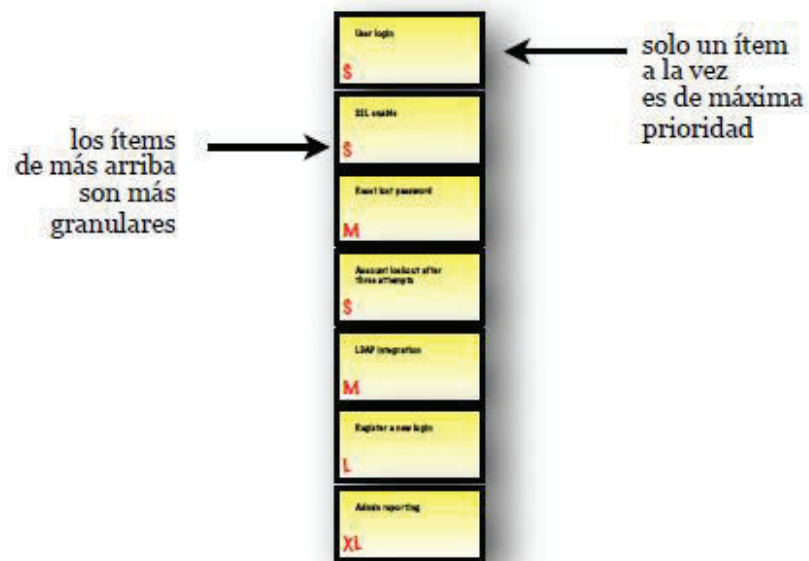 User login
S
solo un ítem
a la vez
es de máxima
prioridad
SSL enable
S
los ítems
de más arriba
son más
granulares
Reset lost password
M
Account lockout after
three attempts
S
LDAP integration
M
Register a new login
L
Admin reporting
XL